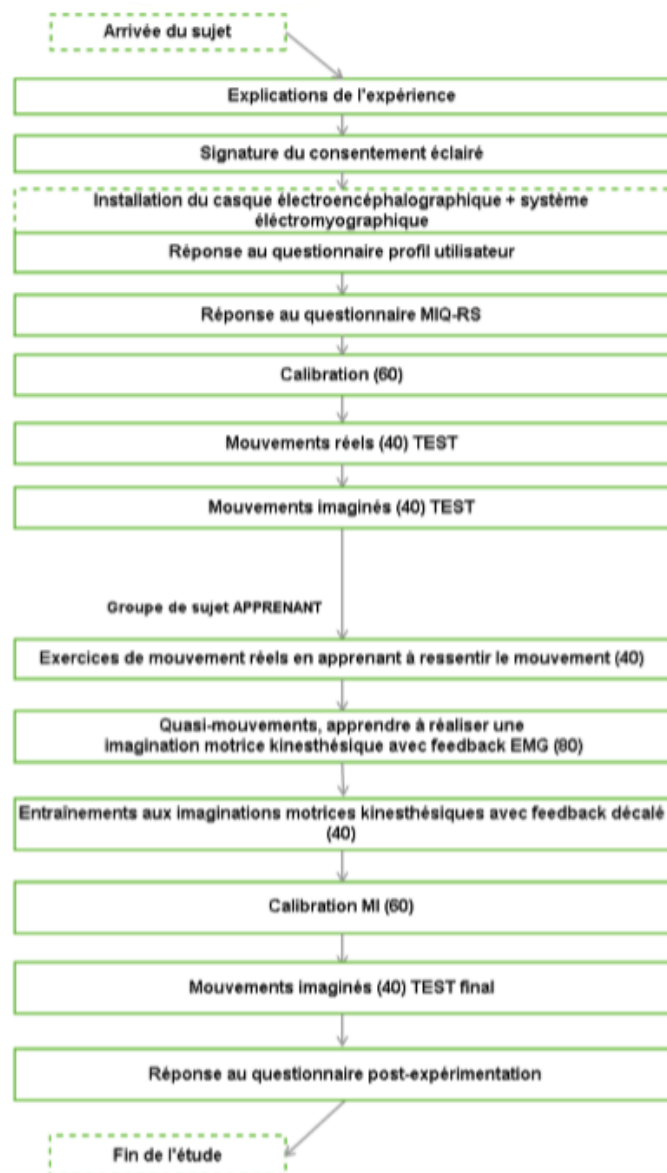 Arrivée du sujet
Explications de l'expérience
Signature du consentement éclairé
Installation du casque électroencéphalographique + système
éléctromyographique
Réponse au questionnaire profil utilisateur
Réponse au questionnaire MIQ-RS
Calibration (60)
Mouvements réels (40) TEST
Mouvements imaginés (40) TEST
Groupe de sujet APPRENANT
Exercices de mouvement réels en apprenant à ressentir le mouvement (40)
Quasi-mouvements, apprendre à réaliser une
imagination motrice kinesthésique avec feedback EMG (80)
Entraînements aux imaginations motrices kinesthésiques avec feedback décalé
(40)
Calibration MI (60)
Mouvements imaginés (40) TEST final
Réponse au questionnaire post-expérimentation
Fin de l'étude